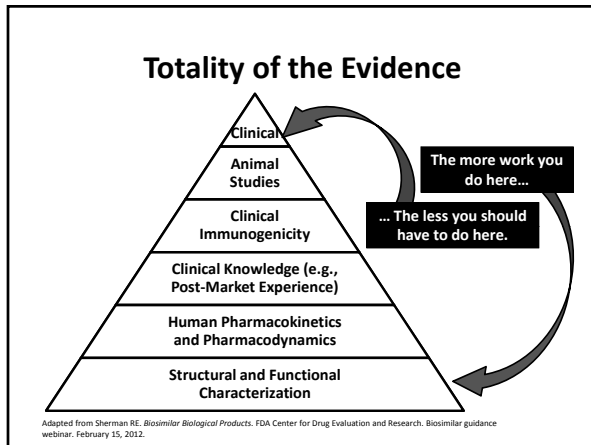 Totality of the Evidence
Clinical
Animal
Studies
Clinical
Immunogenicity
Clinical Knowledge (e.g.,
Post-Market Experience)
Human Pharmacokinetics
and Pharmacodynamics
Structural and Functional
Characterization
The more work you
do here…
… The less you should
have to do here.
Adapted from Sherman RE. Biosimilar Biological Products. FDA Center for Drug Evaluation and Research. Biosimilar guidance
webinar. February 15, 2012.